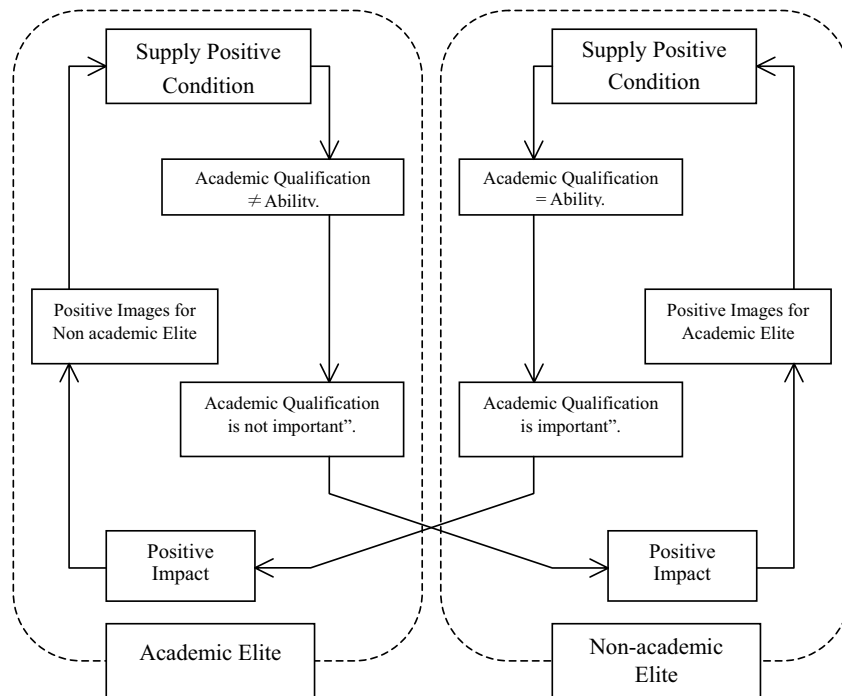 Supply Positive
Condition
Supply Positive
Condition
Academic Qualification
≠ Ability.
Academic Qualification
= Ability.
Positive Images for
Non academic Elite
Positive Images for
Academic Elite
Academic Qualification
is not important”.
Academic Qualification
is important”.
Positive
Impact
Positive
Impact
Academic Elite
Non-academic
Elite